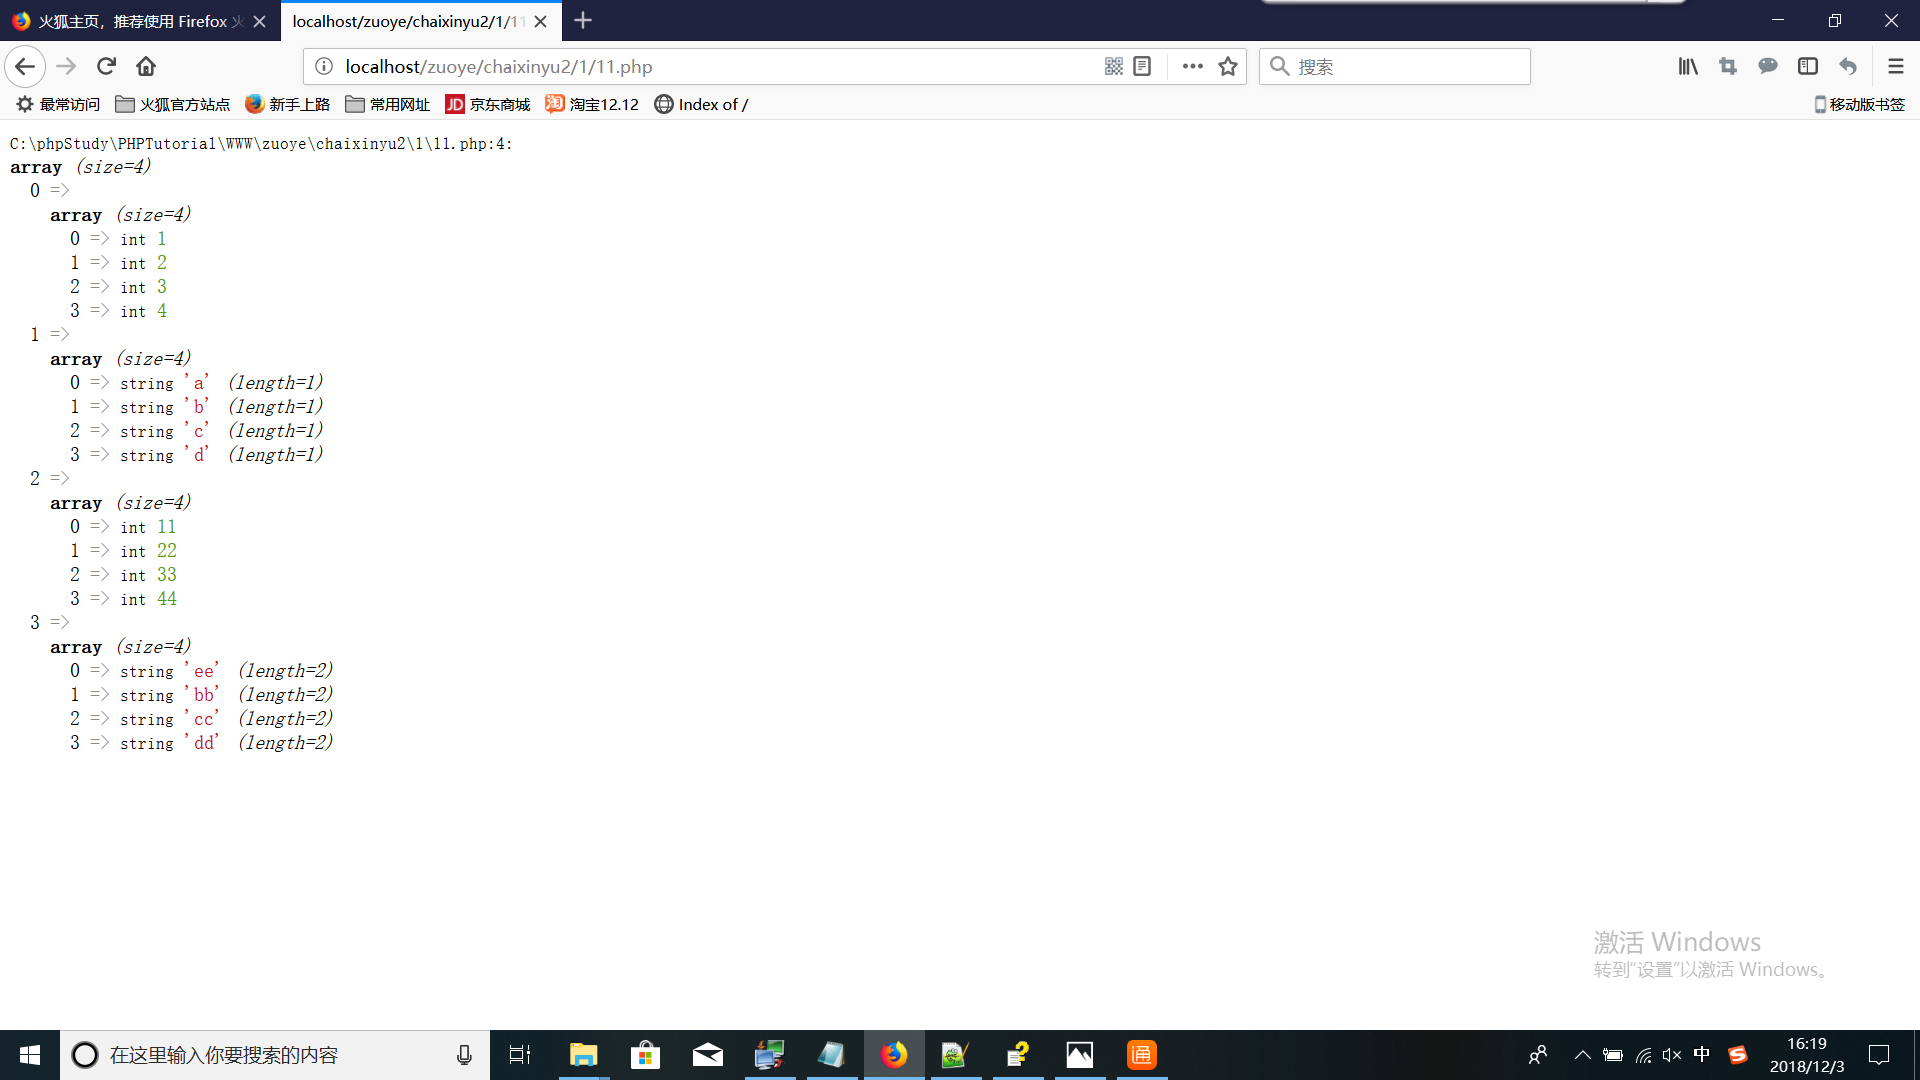 火狐主页，推荐使用 Firefox 火
localhost/zuoye/chaixinyu2/1/11
localhost/zuoye/chaixinyu2/1/11.php
搜索
最常访问 火狐官方站点 新手上路 常用网址 JD 京东商城 淘 淘宝12.12 Index of /
移动版书签
C:\phpStudy\PHPTutorial\WWW\zuoye\chaixinyu2\1\11.php:4:
array (size=4)
0 =>
array (size=4)
0 => int 1
1 => int 2
2 => int 3
3 => int 4
1 =>
array (size=4)
0 => string 'a' (length=1)
1 => string 'b' (length=1)
2 => string 'c' (length=1)
3 => string 'd' (length=1)
2 =>
array (size=4)
0 => int 11
1 => int 22
2 => int 33
3 => int 44
3 =>
array (size=4)
0 => string 'ee' (length=2)
1 => string 'bb' (length=2)
2 => string 'cc' (length=2)
3 => string 'dd' (length=2)
激活 Windows
转到“设置”以激活 Windows。
在这里输入你要搜索的内容
通
中
S
16:19
2018/12/3